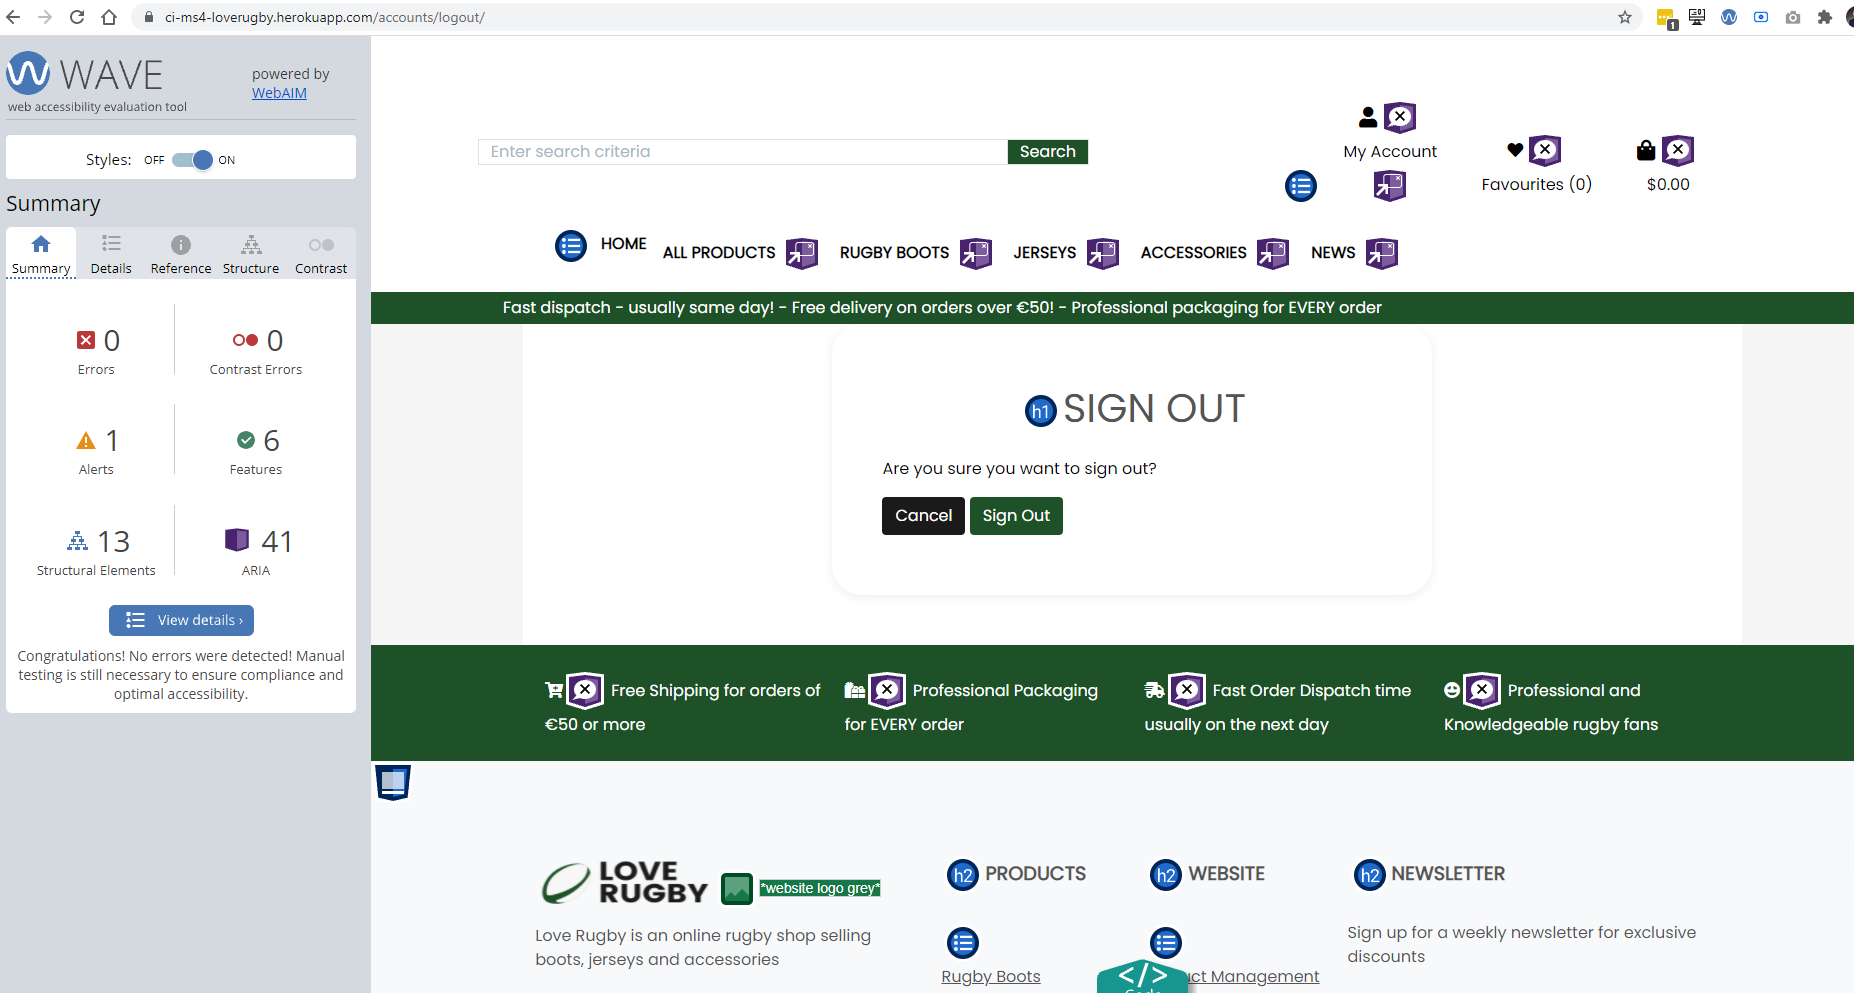 ci-ms4-loverugby.herokuapp.com/accounts/logout/
1
WAVE
web accessibility evaluation tool
powered by
WebAIM
Styles: OFF ON
Summary
Summary Details Reference Structure Contrast
0 0
Errors Contrast Errors
1 6
Alerts Features
13 41
Structural Elements ARIA
View details ›
Congratulations! No errors were detected! Manual
testing is still necessary to ensure compliance and
optimal accessibility.
Enter search criteria Search
My Account
Favourites (0)
$0.00
HOME ALL PRODUCTS RUGBY BOOTS JERSEYS ACCESSORIES NEWS
Fast dispatch - usually same day! - Free delivery on orders over €50! - Professional packaging for EVERY order
h1 SIGN OUT
Are you sure you want to sign out?
Cancel Sign Out
Free Shipping for orders of
€50 or more
Professional Packaging
for EVERY order
Fast Order Dispatch time
usually on the next day
Professional and
Knowledgeable rugby fans
LOVE
RUGBY
*website logo grey*
Love Rugby is an online rugby shop selling
boots, jerseys and accessories
h2 PRODUCTS
Rugby Boots
h2 WEBSITE
uct Management
</>
h2 NEWSLETTER
Sign up for a weekly newsletter for exclusive
discounts